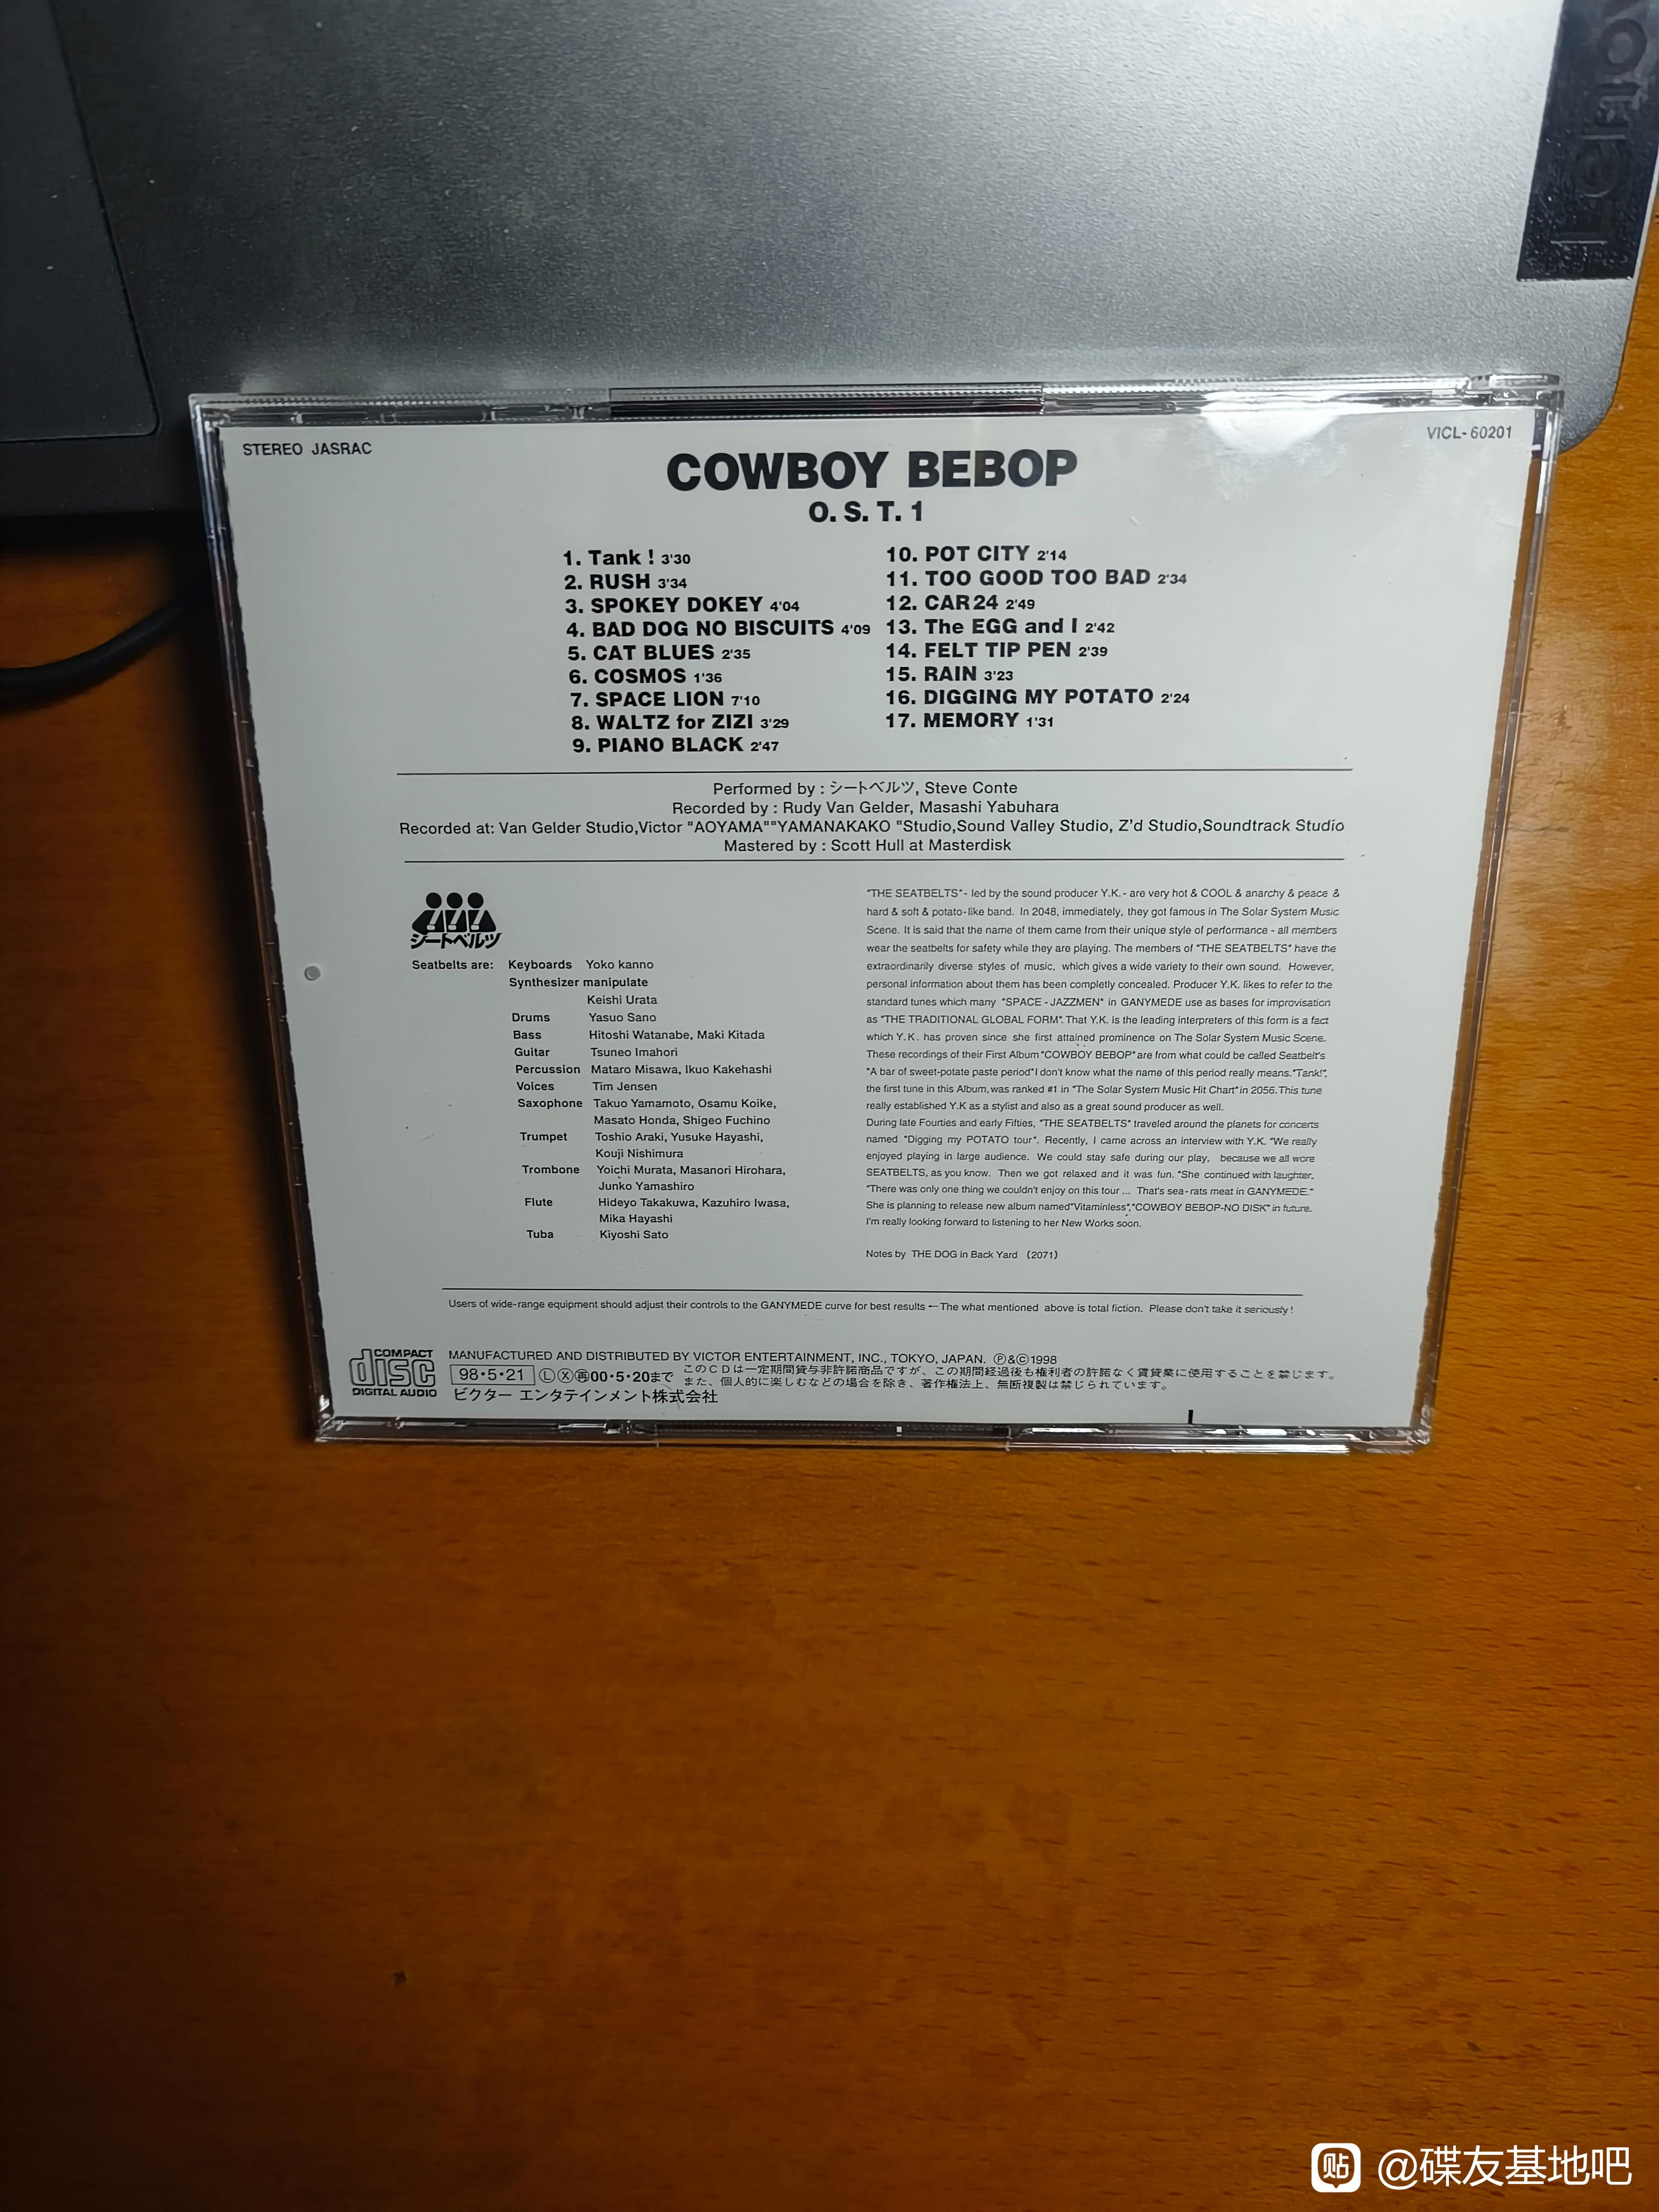 Lenovo
STEREO JASRAC
VICL-60201
COWBOY BEBOP
O. S. T. 1
1. Tank ! 3'30
2. RUSH 3'34
3. SPOKEY DOKEY 4'04
4. BAD DOG NO BISCUITS 4'09
5. CAT BLUES 2'35
6. COSMOS 1'36
7. SPACE LION 7'10
8. WALTZ for ZIZI 3'29
9. PIANO BLACK 2'47
10. POT CITY 2'14
11. TOO GOOD TOO BAD 2'34
12. CAR 24 2'49
13. The EGG and I 2'42
14. FELT TIP PEN 2'39
15. RAIN 3'23
16. DIGGING MY POTATO 2'24
17. MEMORY 1'31
Performed by : シートベルツ, Steve Conte
Recorded by : Rudy Van Gelder, Masashi Yabuhara
Recorded at: Van Gelder Studio,Victor "AOYAMA""YAMANAKAKO "Studio,Sound Valley Studio, Z'd Studio,Soundtrack Studio
Mastered by : Scott Hull at Masterdisk
シートベルツ
Seatbelts are: Keyboards Yoko kanno
Synthesizer manipulate
Keishi Urata
Drums Yasuo Sano
Bass Hitoshi Watanabe, Maki Kitada
Guitar Tsuneo Imahori
Percussion Mataro Misawa, Ikuo Kakehashi
Voices Tim Jensen
Saxophone Takuo Yamamoto, Osamu Koike,
Masato Honda, Shigeo Fuchino
Trumpet Toshio Araki, Yusuke Hayashi,
Kouji Nishimura
Trombone Yoichi Murata, Masanori Hirohara,
Junko Yamashiro
Flute Hideyo Takakuwa, Kazuhiro Iwasa,
Mika Hayashi
Tuba Kiyoshi Sato
"THE SEATBELTS"- led by the sound producer Y.K.- are very hot & COOL & anarchy & peace &
hard & soft & potato-like band. In 2048, immediately, they got famous in The Solar System Music
Scene. It is said that the name of them came from their unique style of performance - all members
wear the seatbelts for safety while they are playing. The members of "THE SEATBELTS" have the
extraordinarily diverse styles of music, which gives a wide variety to their own sound. However,
personal information about them has been completly concealed. Producer Y.K. likes to refer to the
standard tunes which many "SPACE - JAZZMEN" in GANYMEDE use as bases for improvisation
as "THE TRADITIONAL GLOBAL FORM". That Y.K. is the leading interpreters of this form is a fact
which Y.K. has proven since she first attained prominence on The Solar System Music Scene.
These recordings of their First Album "COWBOY BEBOP" are from what could be called Seatbelt's
"A bar of sweet-potato paste period" I don't know what the name of this period really means. "Tank!",
the first tune in this Album, was ranked #1 in "The Solar System Music Hit Chart" in 2056. This tune
really established Y.K as a stylist and also as a great sound producer as well.
During late Fourties and early Fifties, "THE SEATBELTS" traveled around the planets for concerts
named "Digging my POTATO tour". Recently, I came across an interview with Y.K. "We really
enjoyed playing in large audience. We could stay safe during our play, because we all wore
SEATBELTS, as you know. Then we got relaxed and it was fun. "She continued with laughter,
"There was only one thing we couldn't enjoy on this tour ... That's sea-rats meat in GANYMEDE."
She is planning to release new album named"Vitaminless","COWBOY BEBOP-NO DISK" in future.
I'm really looking forward to listening to her New Works soon.
Notes by THE DOG in Back Yard (2071)
Users of wide-range equipment should adjust their controls to the GANYMEDE curve for best results ←The what mentioned above is total fiction. Please don't take it seriously !
COMPACT
disc
DIGITAL AUDIO
MANUFACTURED AND DISTRIBUTED BY VICTOR ENTERTAINMENT, INC., TOKYO, JAPAN. Ⓟ&©1998
98・5・21 ⓁⓍ㊞00・5・20まで
このＣＤは一定期間貸与非許諾商品ですが、この期間経過後も権利者の許諾なく賃貸業に使用することを禁じます。
また、個人的に楽しむなどの場合を除き、著作権法上、無断複製は禁じられています。
ビクター エンタテインメント株式会社
贴 @碟友基地吧